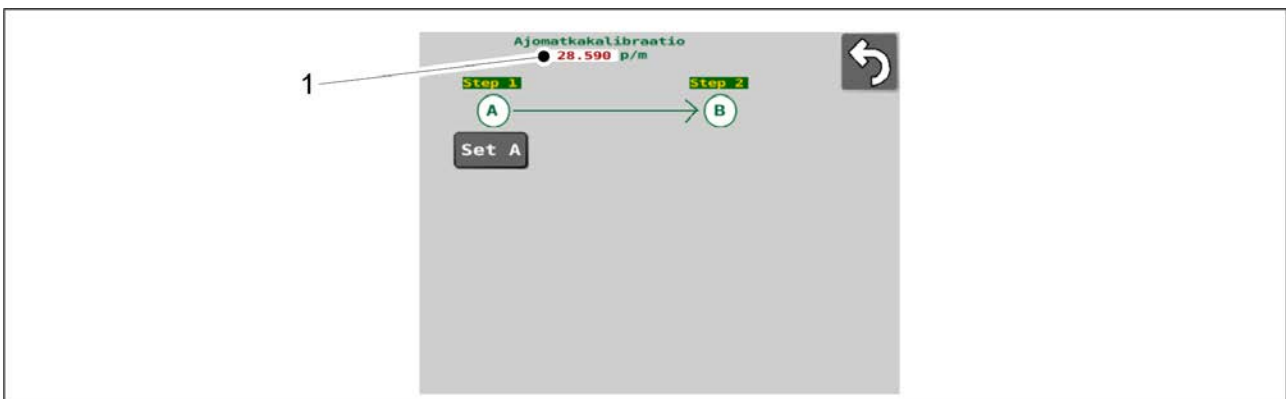 Ajomatkakalibraatio
28.590 p/m
1
Step 1 Step 2
A B
Set A